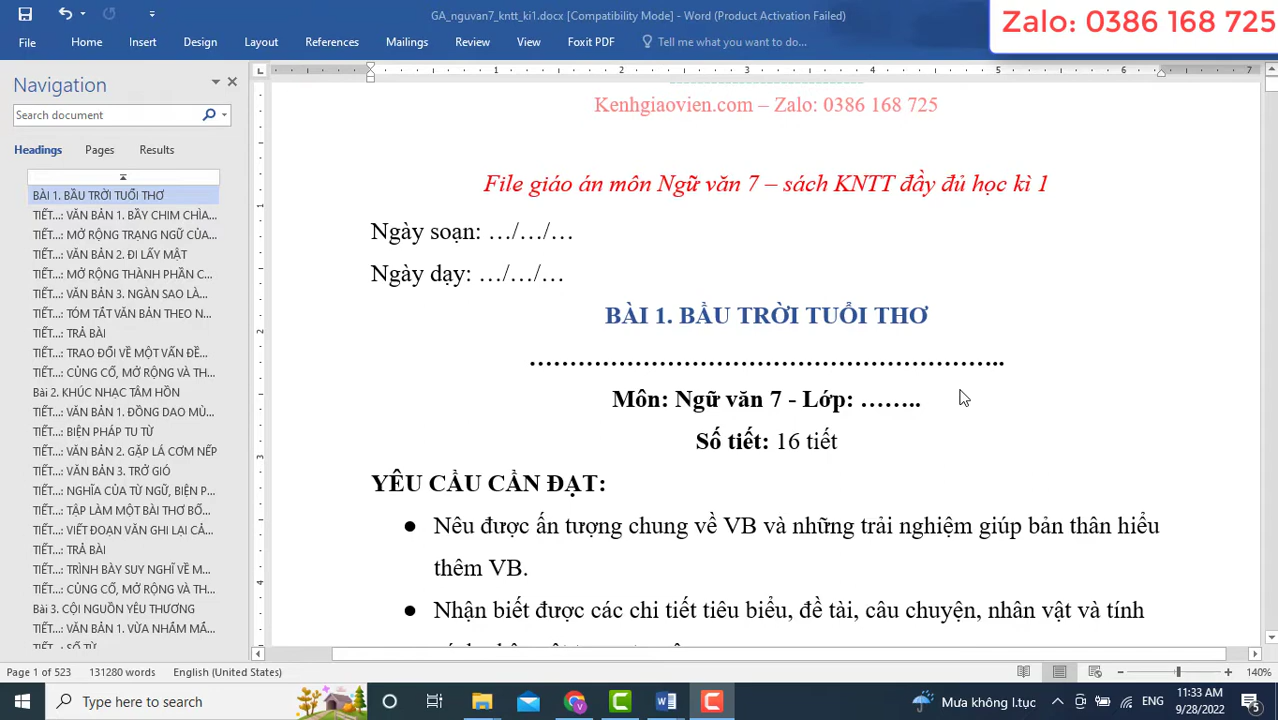 GA_nguvan7_kntt_ki1.docx [Compatibility Mode] - Word (Product Activation Failed)
Zalo: 0386 168 725
File Home Insert Design Layout References Mailings Review View Foxit PDF Tell me what you want to do...
Navigation
Search document
Headings Pages Results
BÀI 1. BẦU TRỜI TUỔI THƠ
TIẾT...: VĂN BẢN 1. BẦY CHIM CHÌA...
TIẾT...: MỞ RỘNG TRẠNG NGỮ CỦA...
TIẾT...: VĂN BẢN 2. ĐI LẤY MẬT
TIẾT...: MỞ RỘNG THÀNH PHẦN C...
TIẾT...: VĂN BẢN 3. NGÀN SAO LÀ...
TIẾT...: TÓM TẮT VĂN BẢN THEO N...
TIẾT...: TRẢ BÀI
TIẾT...: TRAO ĐỔI VỀ MỘT VẤN ĐỀ...
TIẾT...: CỦNG CỐ, MỞ RỘNG VÀ TH...
Bài 2. KHÚC NHẠC TÂM HỒN
TIẾT...: VĂN BẢN 1. ĐỒNG DAO MÙ...
TIẾT...: BIỆN PHÁP TU TỪ
TIẾT...: VĂN BẢN 2. GẶP LÁ CƠM NẾP
TIẾT...: VĂN BẢN 3. TRỞ GIÓ
TIẾT...: NGHĨA CỦA TỪ NGỮ, BIỆN P...
TIẾT...: TẬP LÀM MỘT BÀI THƠ BỐ...
TIẾT...: VIẾT ĐOẠN VĂN GHI LẠI CẢ...
TIẾT...: TRẢ BÀI
TIẾT...: TRÌNH BÀY SUY NGHĨ VỀ M...
TIẾT...: CỦNG CỐ, MỞ RỘNG VÀ TH...
Bài 3. CỘI NGUỒN YÊU THƯƠNG
TIẾT...: VĂN BẢN 1. VỪA NHẮM MẮ...
TIẾT...: SỐ TỪ
Kenhgiaovien.com – Zalo: 0386 168 725
File giáo án môn Ngữ văn 7 – sách KNTT đầy đủ học kì 1
Ngày soạn: …/…/…
Ngày dạy: …/…/…
BÀI 1. BẦU TRỜI TUỔI THƠ
…………………………………………………..
Môn: Ngữ văn 7 - Lớp: ……..
Số tiết: 16 tiết
YÊU CẦU CẦN ĐẠT:
● Nêu được ấn tượng chung về VB và những trải nghiệm giúp bản thân hiểu
thêm VB.
● Nhận biết được các chi tiết tiêu biểu, đề tài, câu chuyện, nhân vật và tính
Page 1 of 523 131280 words English (United States) 140%
Type here to search
Mưa không l.tục
ENG
11:33 AM
9/28/2022
5